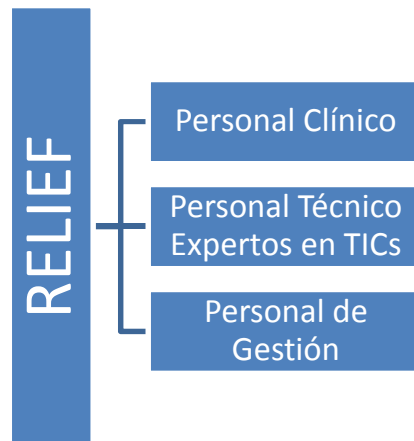 RELIEF
Personal Clínico
Personal Técnico
Expertos en TICs
Personal de
Gestión